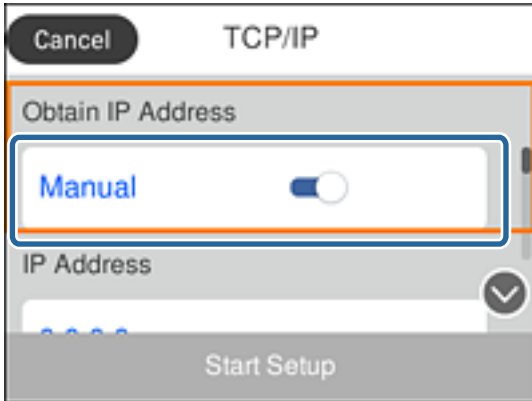 Cancel
TCP/IP
Obtain IP Address
Manual
IP Address
Start Setup